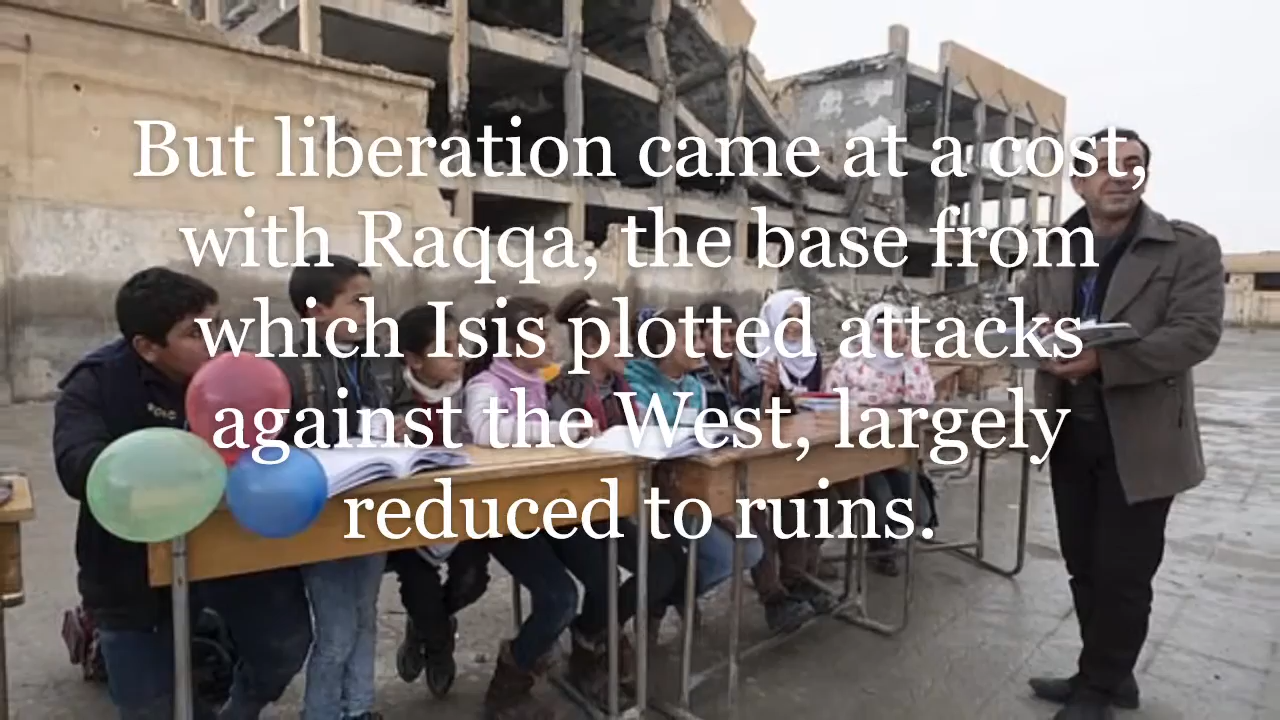 But liberation came at a cost,
with Raqqa, the base from
which Isis plotted attacks
against the West, largely
reduced to ruins.